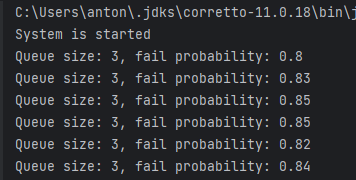 C:\Users\anton\.jdks\corretto-11.0.18\bin\j
System is started
Queue size: 3, fail probability: 0.8
Queue size: 3, fail probability: 0.83
Queue size: 3, fail probability: 0.85
Queue size: 3, fail probability: 0.85
Queue size: 3, fail probability: 0.82
Queue size: 3, fail probability: 0.84